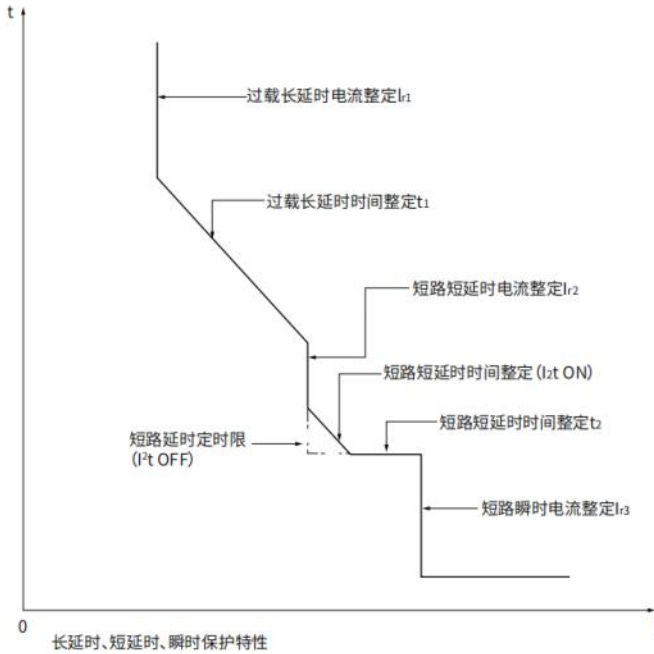 t
过载长延时电流整定Ir1
过载长延时时间整定t1
短路短延时电流整定Ir2
短路短延时时间整定(I2t ON)
短路短延时时间整定t2
短路延时定时限
(I²t OFF)
短路瞬时电流整定Ir3
0
长延时、短延时、瞬时保护特性